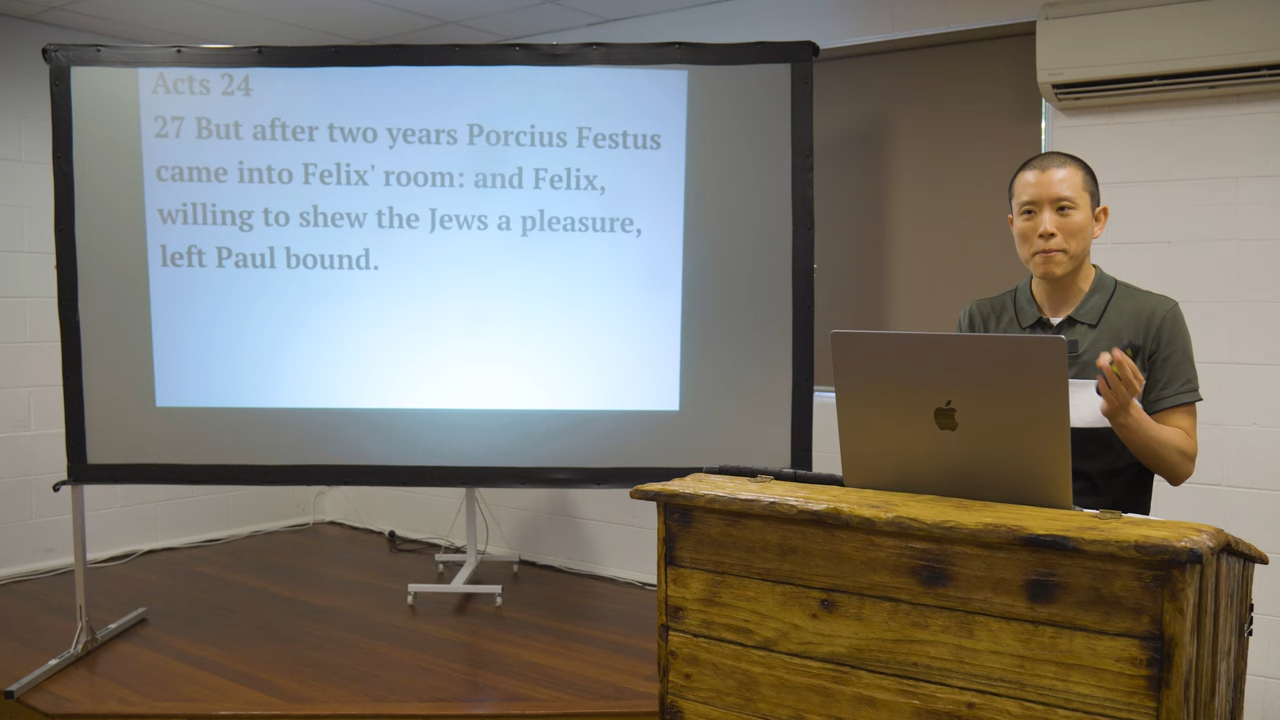 Acts 24
27 But after two years Porcius Festus
came into Felix' room: and Felix,
willing to shew the Jews a pleasure,
left Paul bound.